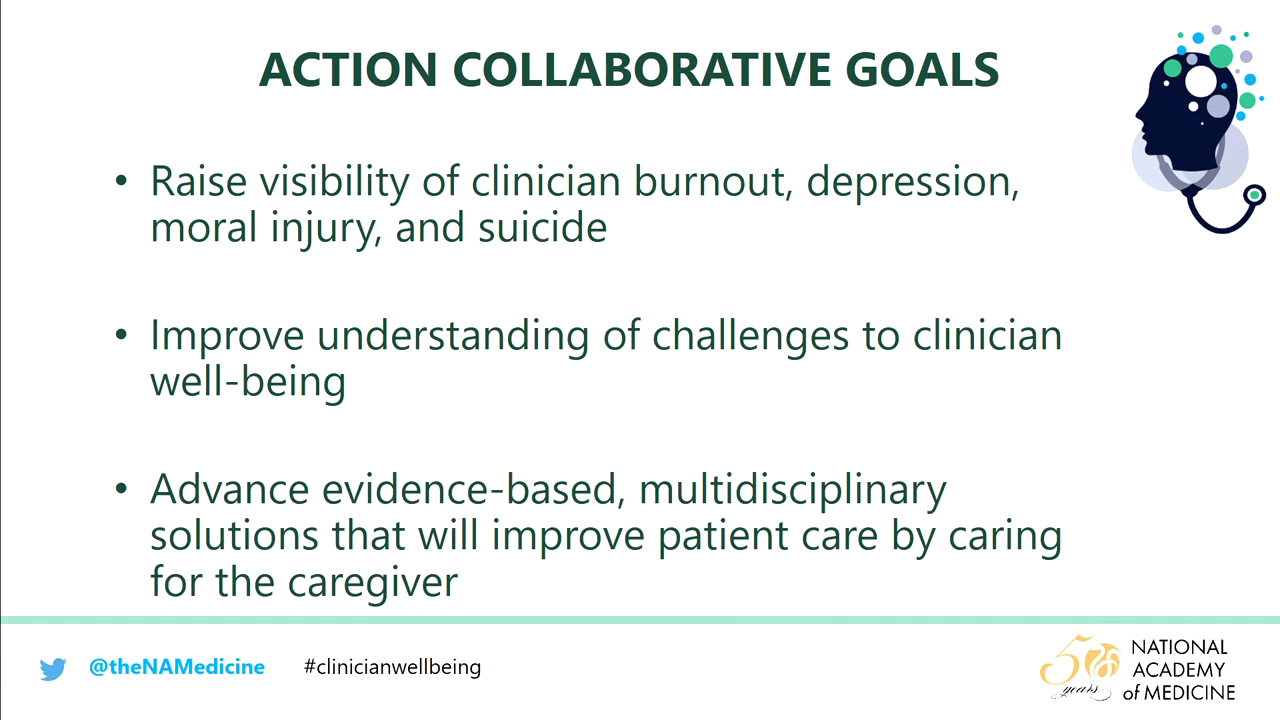 ACTION COLLABORATIVE GOALS
• Raise visibility of clinician burnout, depression,
moral injury, and suicide
• Improve understanding of challenges to clinician
well-being
• Advance evidence-based, multidisciplinary
solutions that will improve patient care by caring
for the caregiver
@theNAMedicine #clinicianwellbeing
50 years
NATIONAL
ACADEMY
of MEDICINE